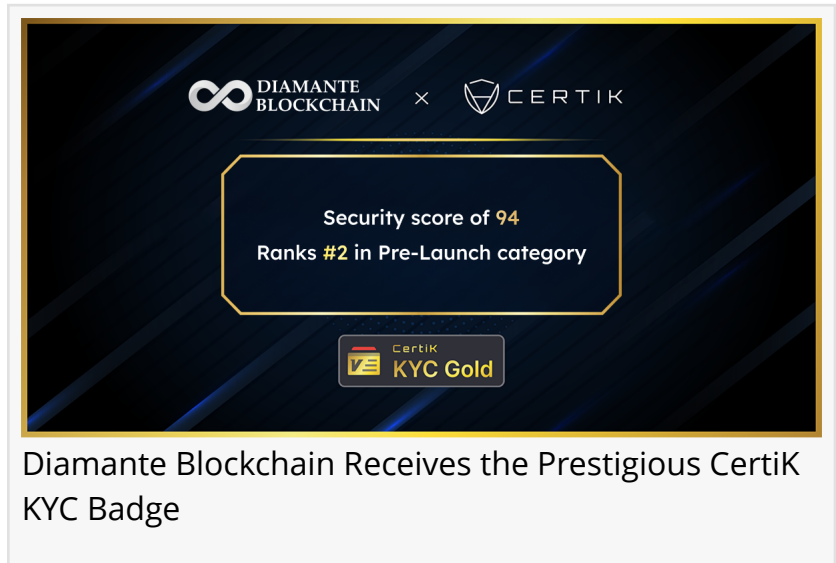 DIAMANTE
BLOCKCHAIN × CERTIK
Security score of 94
Ranks #2 in Pre-Launch category
CertiK
KYC Gold
Diamante Blockchain Receives the Prestigious CertiK
KYC Badge